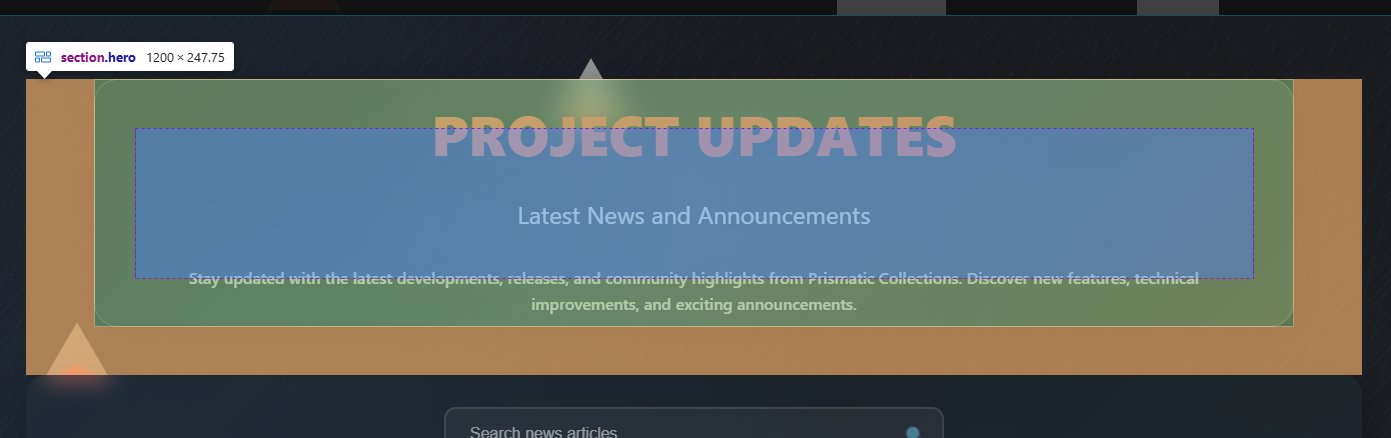 section.hero 1200 × 247.75
PROJECT UPDATES
Latest News and Announcements
Stay updated with the latest developments, releases, and community highlights from Prismatic Collections. Discover new features, technical
improvements, and exciting announcements.
Search news articles